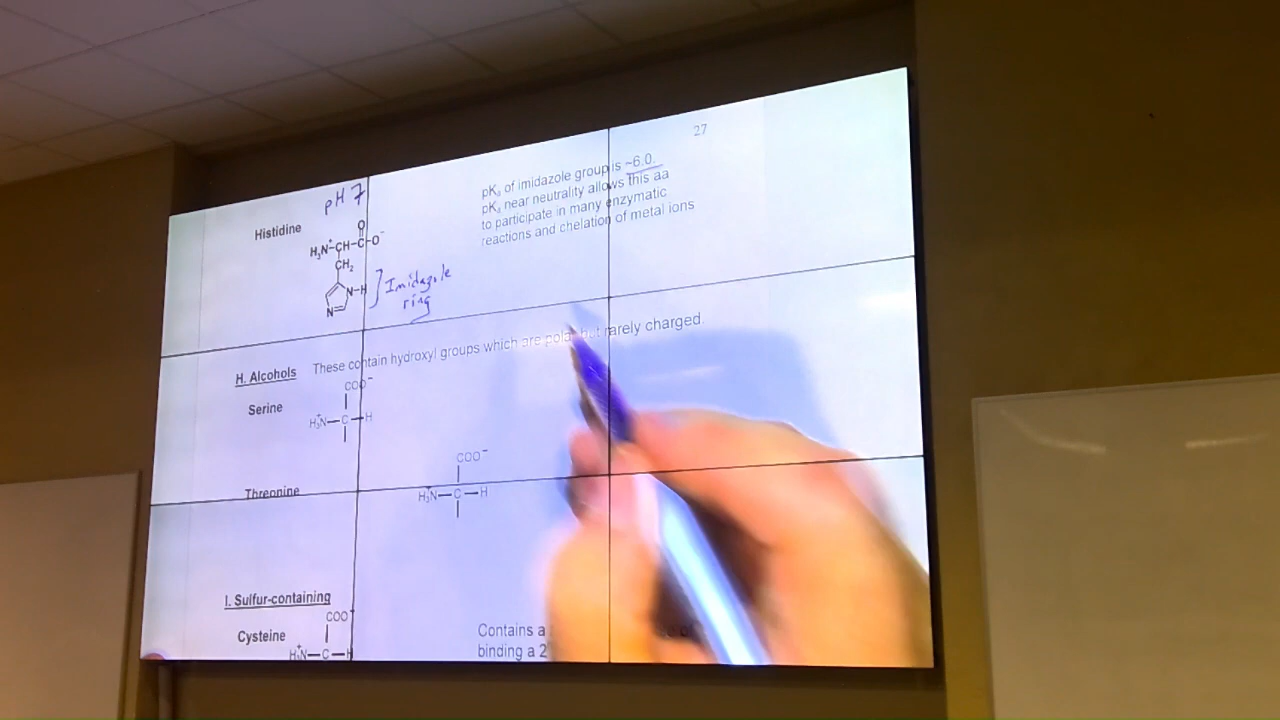 27
pH 7
Histidine
pKa of imidazole group is ~6.0.
pKa near neutrality allows this aa
to participate in many enzymatic
reactions and chelation of metal ions
O
H3N+-CH-C-O-
CH2
N-H
N
Imidazole
ring
H. Alcohols These contain hydroxyl groups which are polar but rarely charged.
COO-
Serine
H3N+-C-H
COO-
Threonine
H3N+-C-H
I. Sulfur-containing
COO
Cysteine
H3N+-C-H
Contains a
binding a 2